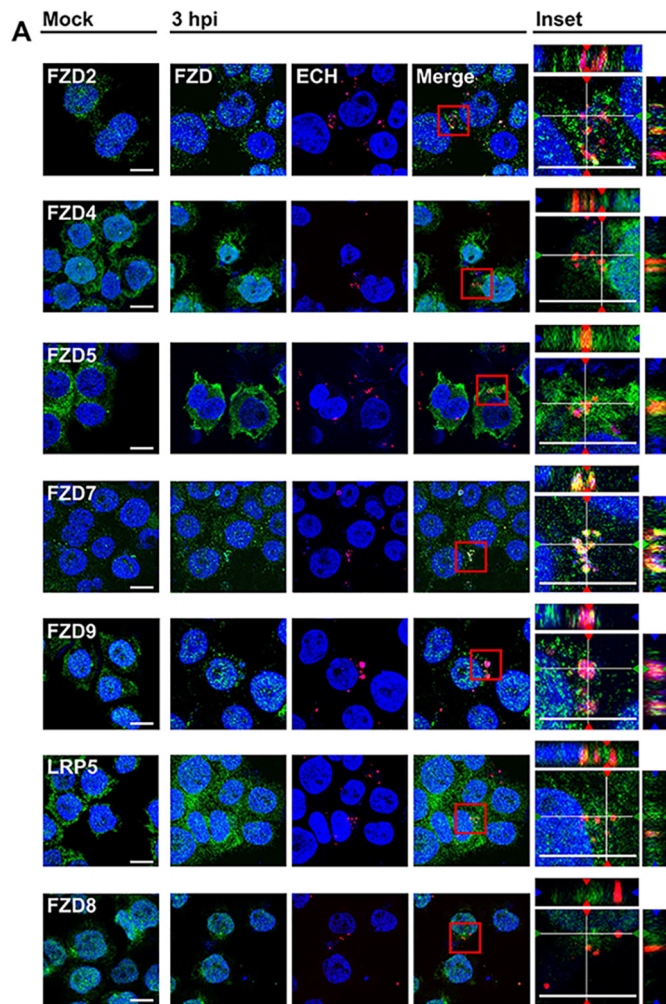 Mock 3 hpi Inset
A
FZD2 FZD ECH Merge
FZD4
FZD5
FZD7
FZD9
LRP5
FZD8